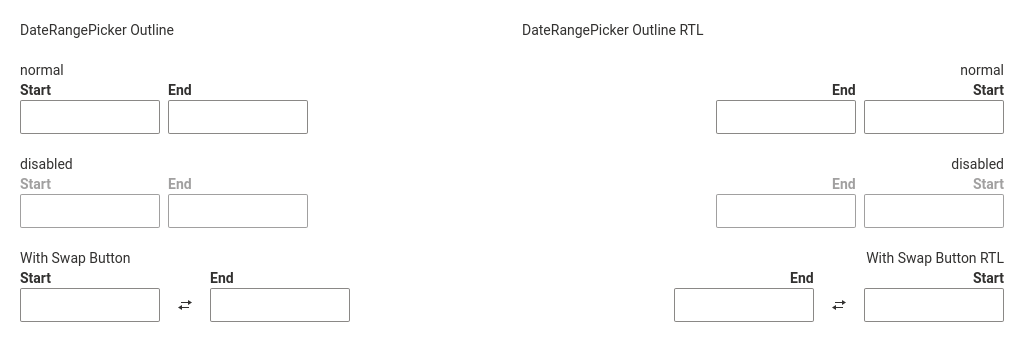 DateRangePicker Outline
normal
Start End
disabled
Start End
With Swap Button
Start End
DateRangePicker Outline RTL
normal
End Start
disabled
End Start
With Swap Button RTL
End Start